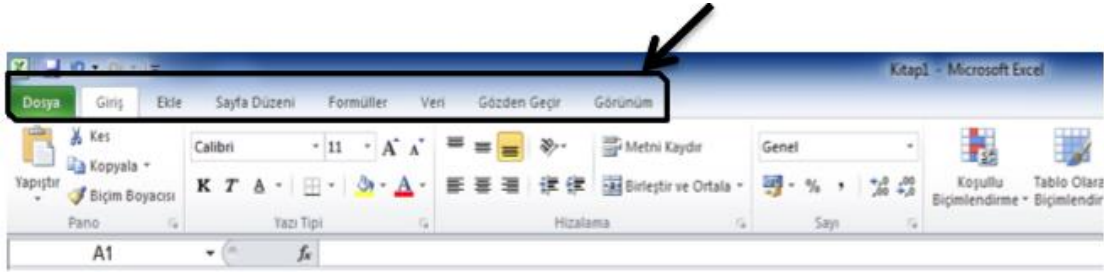 Kitap1 - Microsoft Excel
Dosya Giriş Ekle Sayfa Düzeni Formüller Veri Gözden Geçir Görünüm
Yapıştır
Kes
Kopyala
Biçim Boyacısı
Pano
Calibri 11 A A
K T A A
Yazı Tipi
Metni Kaydır
Birleştir ve Ortala
Hizalama
Genel
% ,
Sayı
Koşullu
Biçimlendirme
Tablo Olara
Biçimlendir
A1 fx